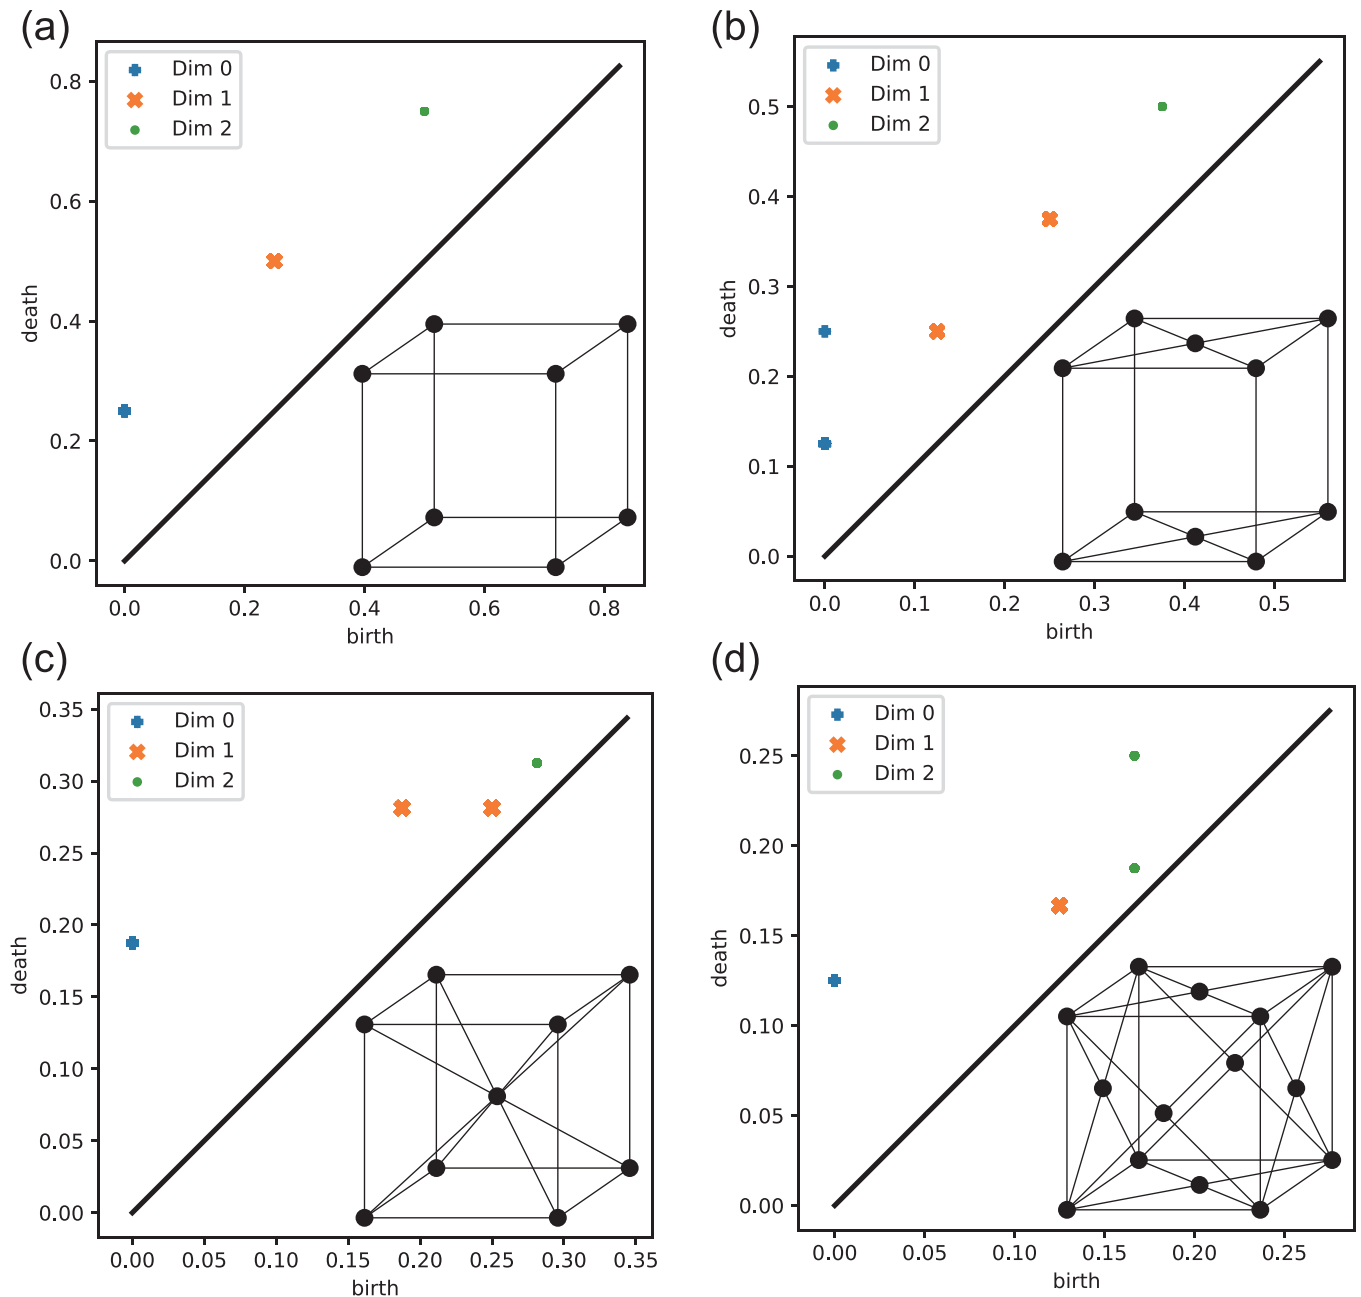 (a)
Dim 0
Dim 1
Dim 2
0.8
0.6
0.4
0.2
0.0
death
0.0 0.2 0.4 0.6 0.8
birth
(b)
Dim 0
Dim 1
Dim 2
0.5
0.4
0.3
0.2
0.1
0.0
death
0.0 0.1 0.2 0.3 0.4 0.5
birth
(c)
Dim 0
Dim 1
Dim 2
0.35
0.30
0.25
0.20
0.15
0.10
0.05
0.00
death
0.00 0.05 0.10 0.15 0.20 0.25 0.30 0.35
birth
(d)
Dim 0
Dim 1
Dim 2
0.25
0.20
0.15
0.10
0.05
0.00
death
0.00 0.05 0.10 0.15 0.20 0.25
birth